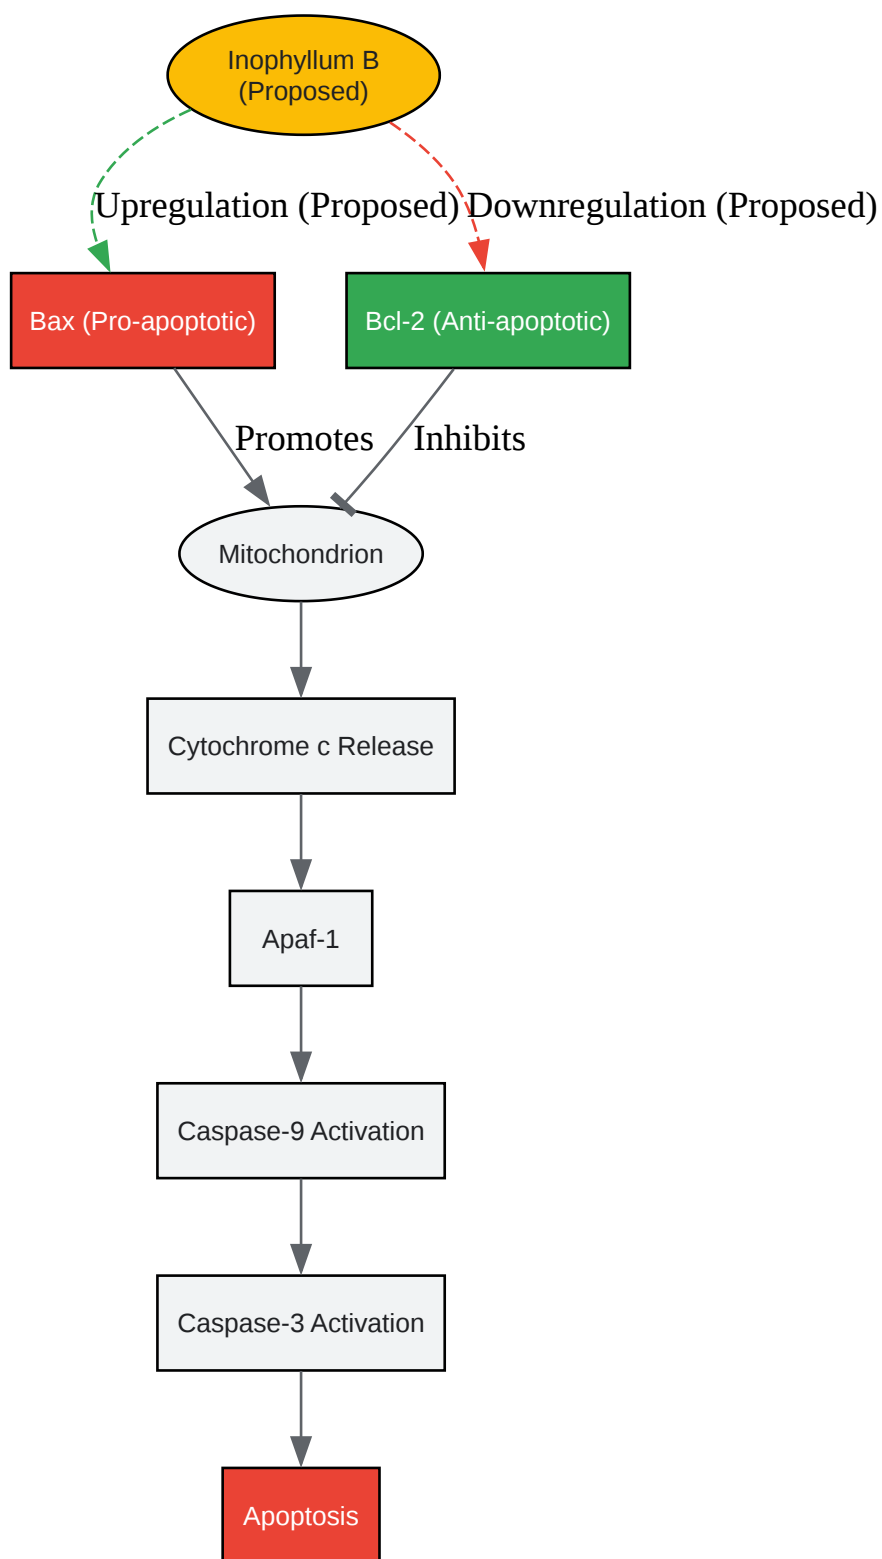 Inophyllum B
(Proposed)
Upregulation (Proposed)
Downregulation (Proposed)
Bax (Pro-apoptotic)
Bcl-2 (Anti-apoptotic)
Promotes
Inhibits
Mitochondrion
Cytochrome c Release
Apaf-1
Caspase-9 Activation
Caspase-3 Activation
Apoptosis